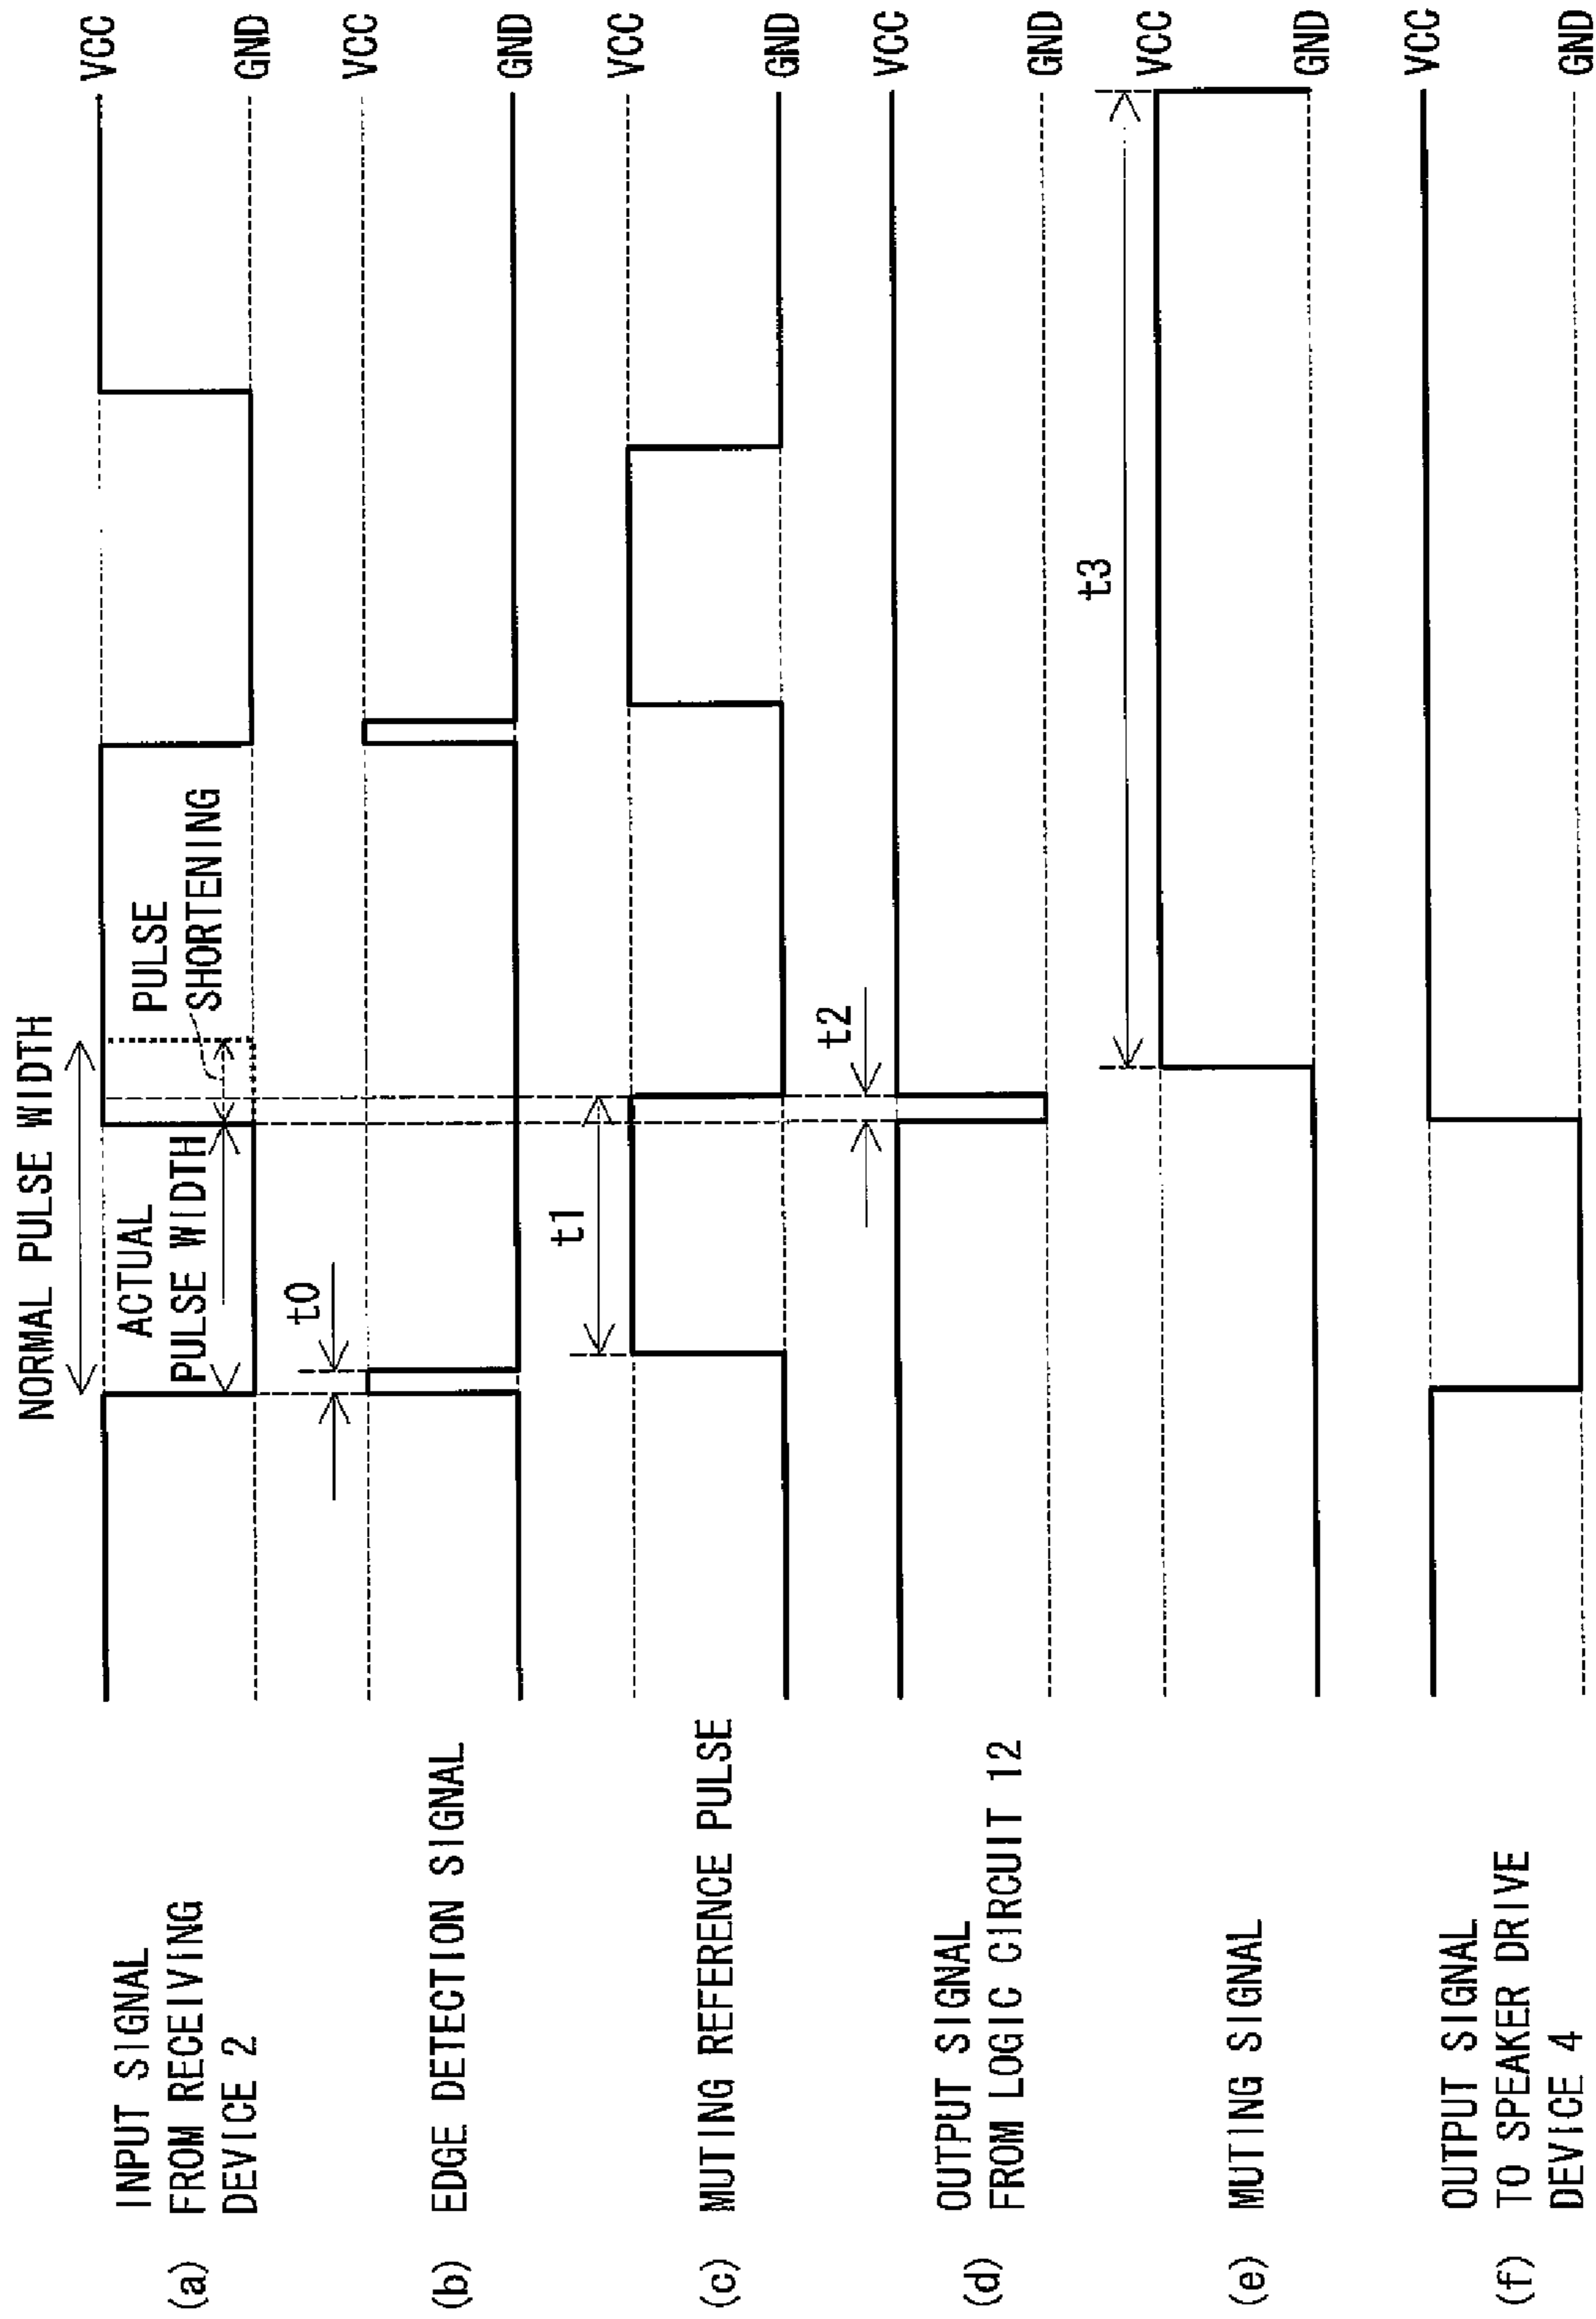 NORMAL PULSE WIDTH
ACTUAL
PULSE WIDTH
PULSE
SHORTENING
(a) INPUT SIGNAL
FROM RECEIVING
DEVICE 2
VCC
GND
t0
(b) EDGE DETECTION SIGNAL
VCC
GND
t1
(c) MUTING REFERENCE PULSE
VCC
GND
t2
(d) OUTPUT SIGNAL
FROM LOGIC CIRCUIT 12
VCC
GND
t3
(e) MUTING SIGNAL
VCC
GND
(f) OUTPUT SIGNAL
TO SPEAKER DRIVE
DEVICE 4
VCC
GND